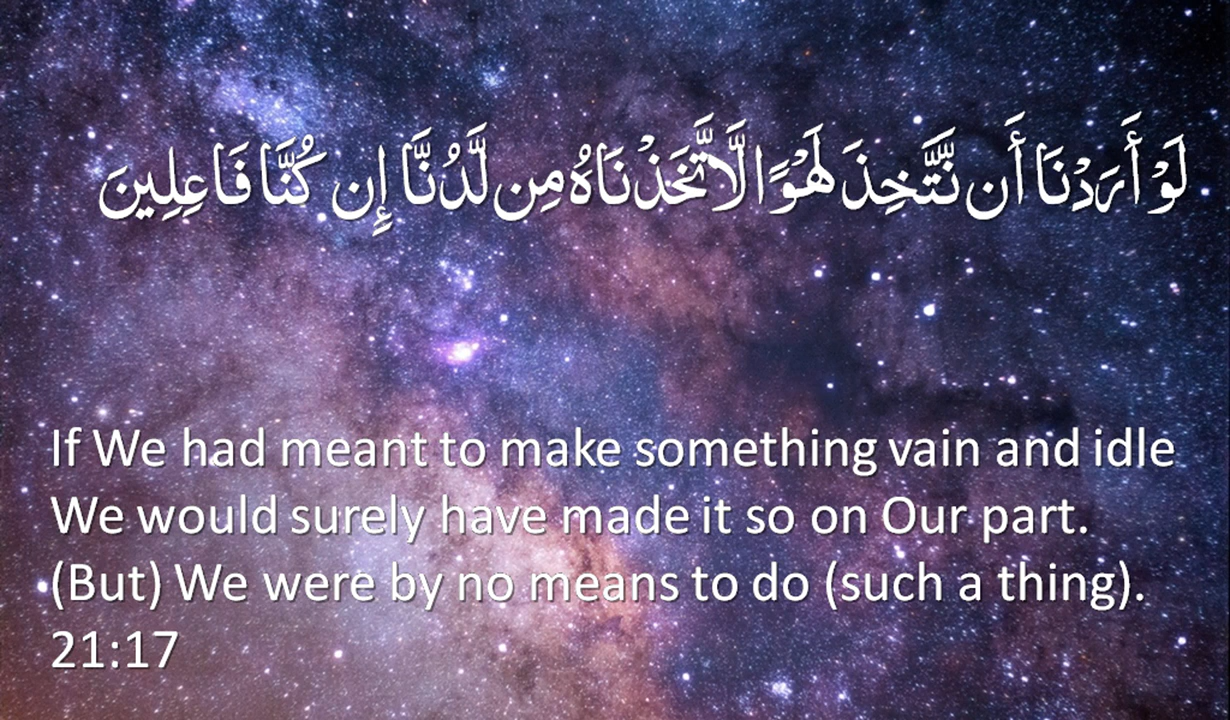 لَوْ أَرَدْنَا أَن نَّتَّخِذَ لَهْوًا لَّاتَّخَذْنَاهُ مِن لَّدُنَّا إِن كُنَّا فَاعِلِينَ
If We had meant to make something vain and idle
We would surely have made it so on Our part.
(But) We were by no means to do (such a thing).
21:17